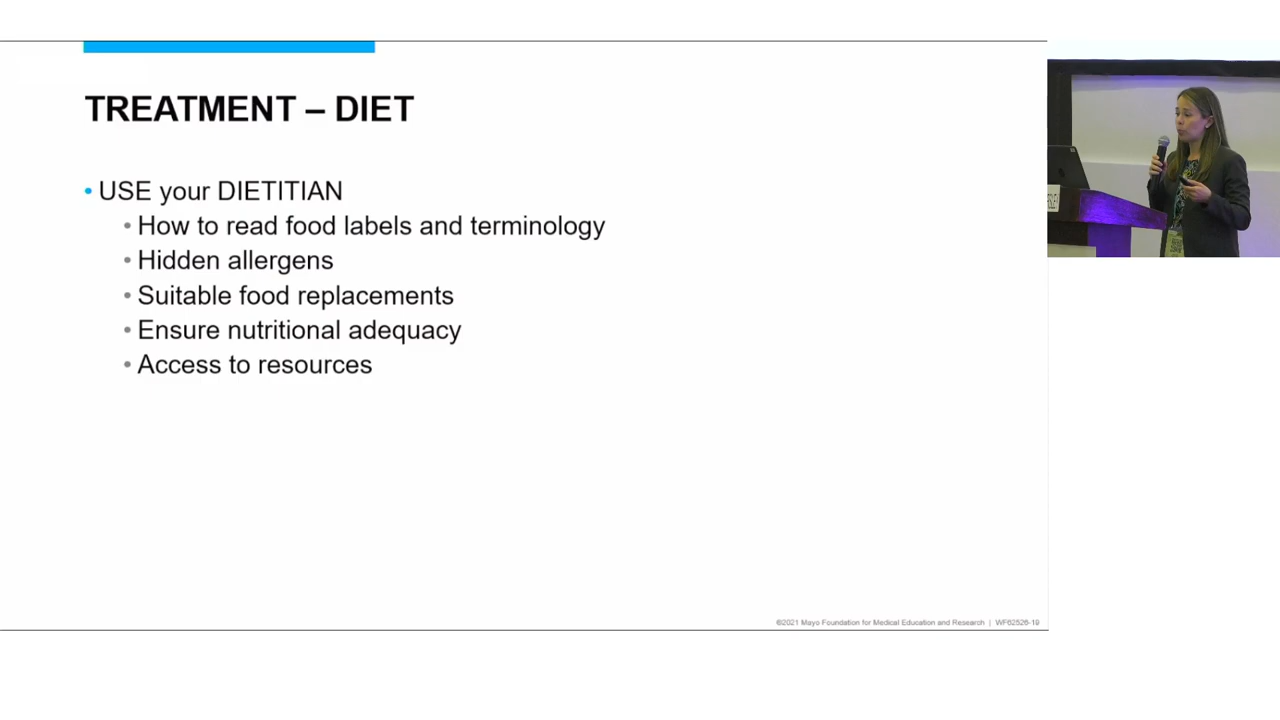 TREATMENT – DIET
• USE your DIETITIAN
• How to read food labels and terminology
• Hidden allergens
• Suitable food replacements
• Ensure nutritional adequacy
• Access to resources
©2021 Mayo Foundation for Medical Education and Research | WF62526-19